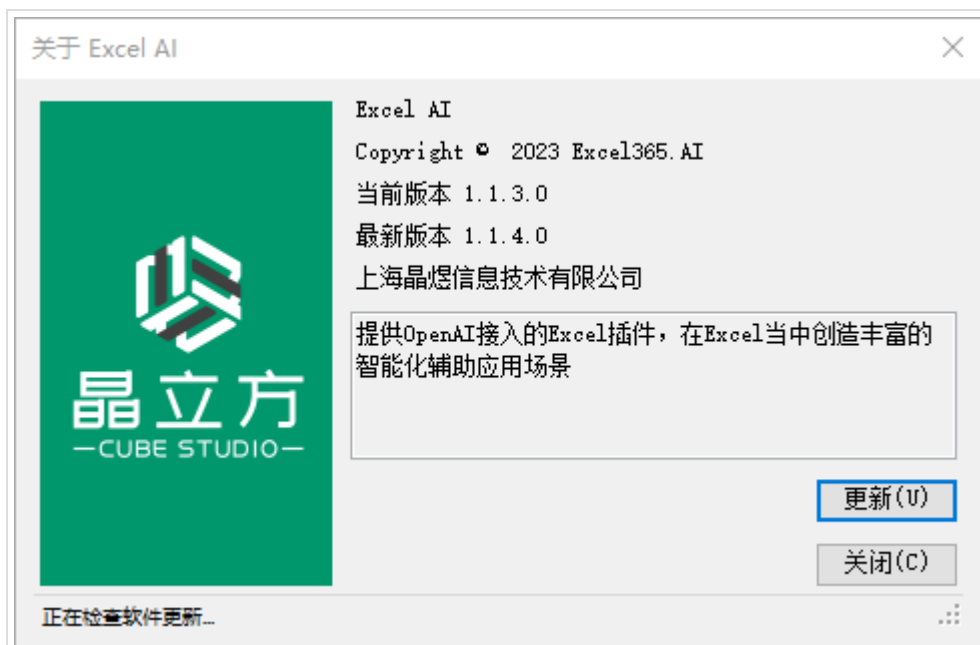 关于 Excel AI
Excel AI
Copyright © 2023 Excel365.AI
当前版本 1.1.3.0
最新版本 1.1.4.0
上海晶煜信息技术有限公司
提供OpenAI接入的Excel插件，在Excel当中创造丰富的
智能化辅助应用场景
晶立方
—CUBE STUDIO—
更新(U)
关闭(C)
正在检查软件更新...